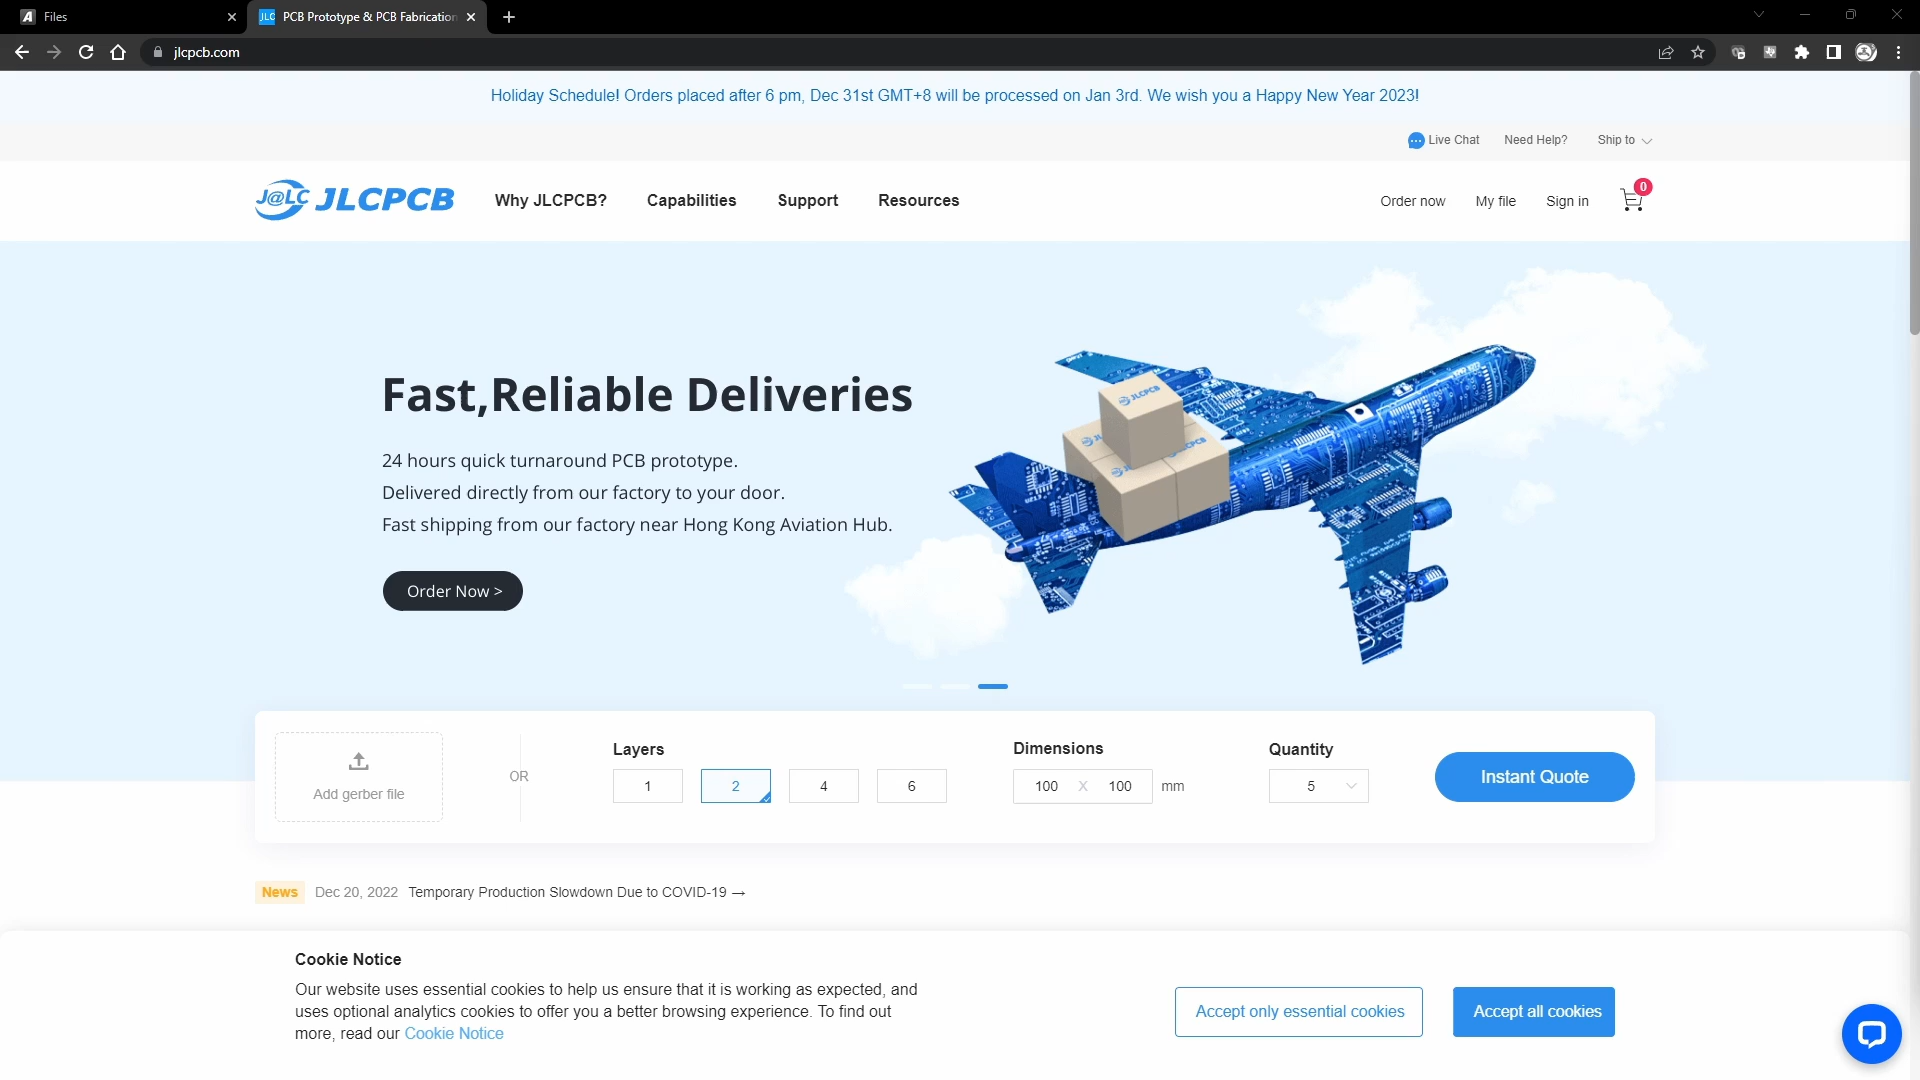 Files
JLC PCB Prototype & PCB Fabrication
jlcpcb.com
Holiday Schedule! Orders placed after 6 pm, Dec 31st GMT+8 will be processed on Jan 3rd. We wish you a Happy New Year 2023!
Live Chat Need Help? Ship to
J@LC JLCPCB Why JLCPCB? Capabilities Support Resources Order now My file Sign in 0
Fast,Reliable Deliveries
24 hours quick turnaround PCB prototype.
Delivered directly from our factory to your door.
Fast shipping from our factory near Hong Kong Aviation Hub.
Order Now >
JLCPCB
Add gerber file
OR
Layers
1 2 4 6
Dimensions
100 X 100 mm
Quantity
5
Instant Quote
News Dec 20, 2022 Temporary Production Slowdown Due to COVID-19 →
Cookie Notice
Our website uses essential cookies to help us ensure that it is working as expected, and
uses optional analytics cookies to offer you a better browsing experience. To find out
more, read our Cookie Notice
Accept only essential cookies
Accept all cookies